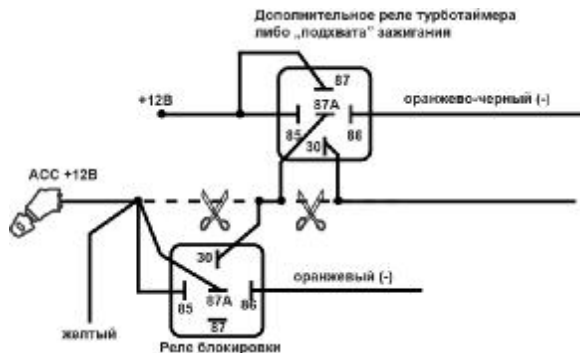 Дополнительное реле турботаймера
либо „подхвата" зажигания
87
+12В
87А
оранжево-черный (-)
85
86
30
АСС +12В
30
оранжевый (-)
85
87А
86
87
желтый
Реле блокировки